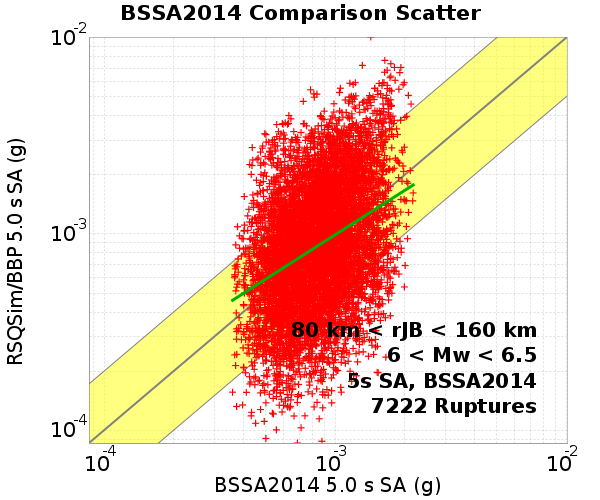 BSSA2014 Comparison Scatter
RSQSim/BBP 5.0 s SA (g)
10-2
10-3
10-4
80 km < rJB < 160 km
6 < Mw < 6.5
5s SA, BSSA2014
7222 Ruptures
10-4 10-3 10-2
BSSA2014 5.0 s SA (g)